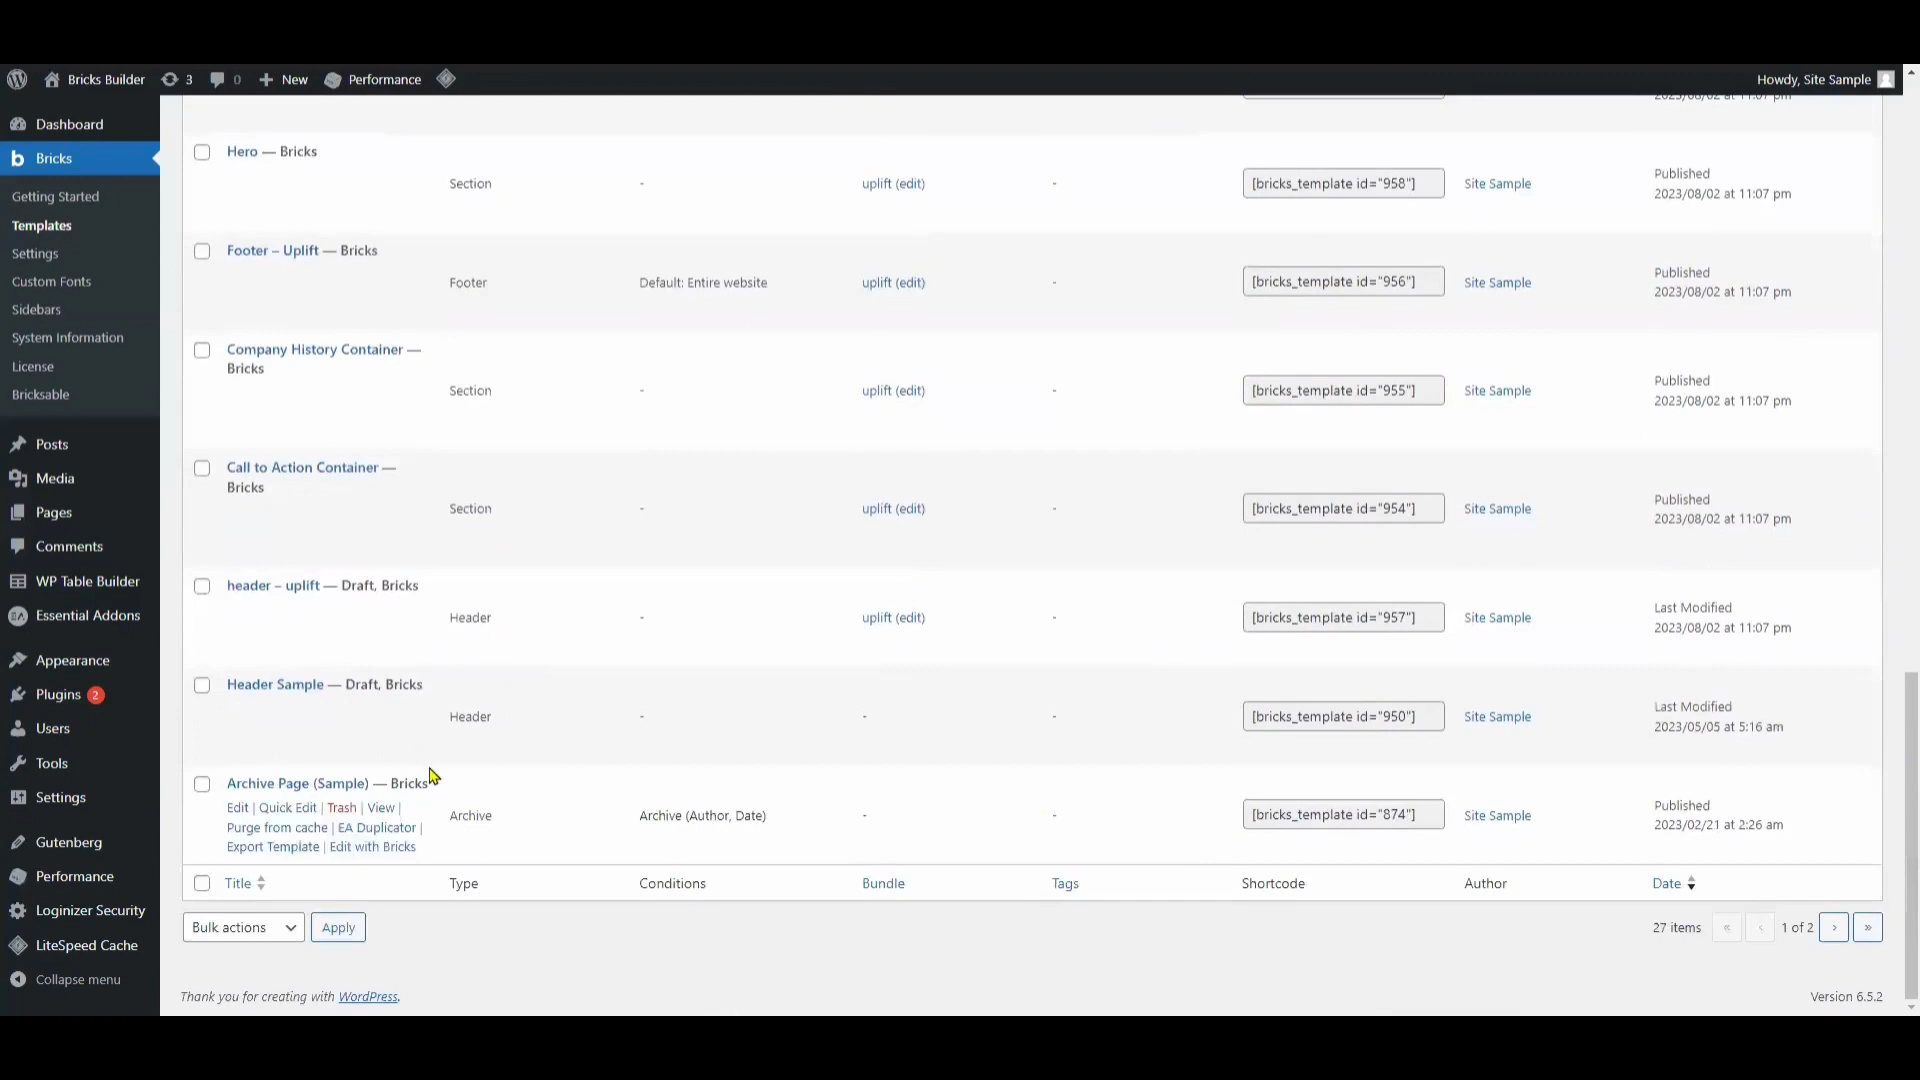 Bricks Builder 3 0 New Performance Howdy, Site Sample
Dashboard
Bricks
Getting Started
Templates
Settings
Custom Fonts
Sidebars
System Information
License
Bricksable
Posts
Media
Pages
Comments
WP Table Builder
Essential Addons
Appearance
Plugins 2
Users
Tools
Settings
Gutenberg
Performance
Loginizer Security
LiteSpeed Cache
Collapse menu
2023/08/02 at 11:07 pm
Hero — Bricks
Section - uplift (edit) - [bricks_template id="958"] Site Sample Published
2023/08/02 at 11:07 pm
Footer – Uplift — Bricks
Footer Default: Entire website uplift (edit) - [bricks_template id="956"] Site Sample Published
2023/08/02 at 11:07 pm
Company History Container —
Bricks
Section - uplift (edit) - [bricks_template id="955"] Site Sample Published
2023/08/02 at 11:07 pm
Call to Action Container —
Bricks
Section - uplift (edit) - [bricks_template id="954"] Site Sample Published
2023/08/02 at 11:07 pm
header – uplift — Draft, Bricks
Header - uplift (edit) - [bricks_template id="957"] Site Sample Last Modified
2023/08/02 at 11:07 pm
Header Sample — Draft, Bricks
Header - - - [bricks_template id="950"] Site Sample Last Modified
2023/05/05 at 5:16 am
Archive Page (Sample) — Bricks
Edit | Quick Edit | Trash | View |
Purge from cache | EA Duplicator |
Export Template | Edit with Bricks
Archive Archive (Author, Date) - - [bricks_template id="874"] Site Sample Published
2023/02/21 at 2:26 am
Title Type Conditions Bundle Tags Shortcode Author Date
Bulk actions Apply 27 items « ‹ 1 of 2 › »
Thank you for creating with WordPress. Version 6.5.2